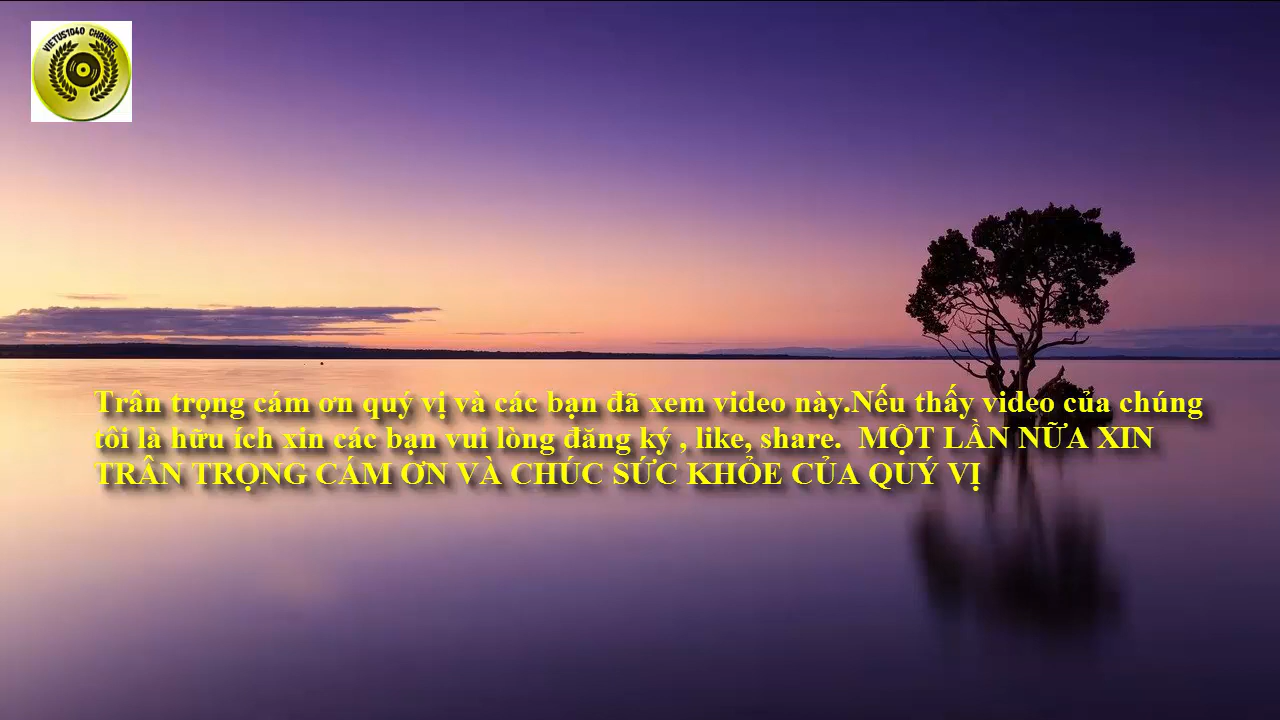 VIETUS1040 CHANNEL
Trân trọng cám ơn quý vị và các bạn đã xem video này.Nếu thấy video của chúng
tôi là hữu ích xin các bạn vui lòng đăng ký , like, share.  MỘT LẦN NỮA XIN
TRÂN TRỌNG CÁM ƠN VÀ CHÚC SỨC KHỎE CỦA QUÝ VỊ